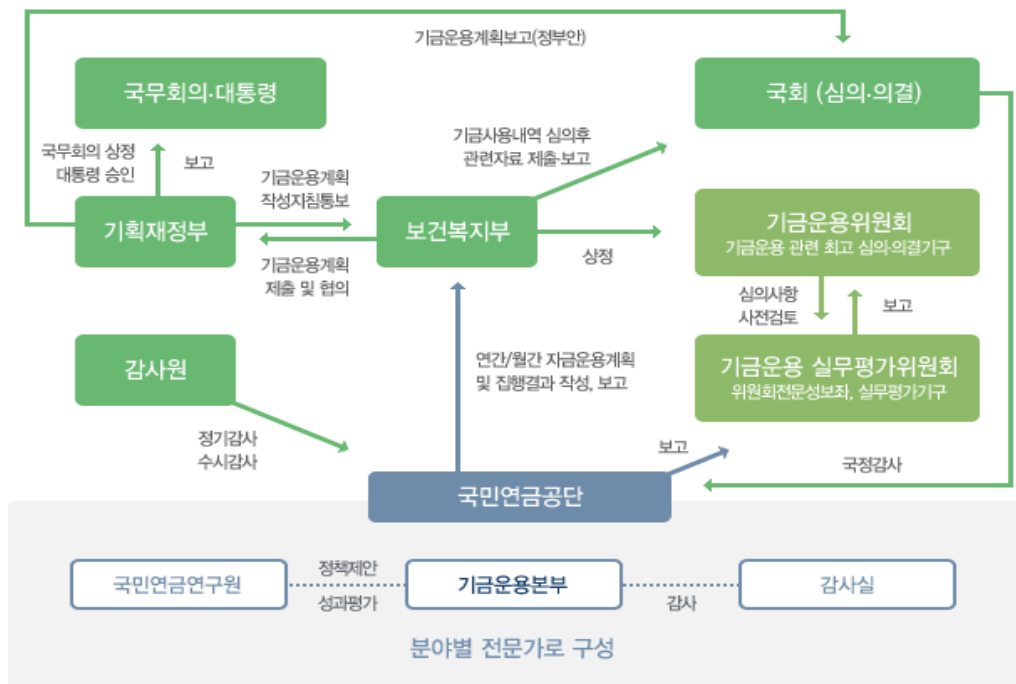 기금운용계획보고(정부안)
국무회의·대통령
국회 (심의·의결)
국무회의 상정
대통령 승인
보고
기금운용계획
작성지침통보
기금사용내역 심의후
관련자료 제출·보고
기획재정부
보건복지부
기금운용위원회
기금운용 관련 최고 심의·의결기구
기금운용계획
제출 및 협의
상정
심의사항
사전검토
보고
감사원
연간/월간 자금운용계획
및 집행결과 작성, 보고
기금운용 실무평가위원회
위원회전문성보좌, 실무평가기구
정기감사
수시감사
보고
국정감사
국민연금공단
국민연금연구원
정책제안
성과평가
기금운용본부
감사
감사실
분야별 전문가로 구성